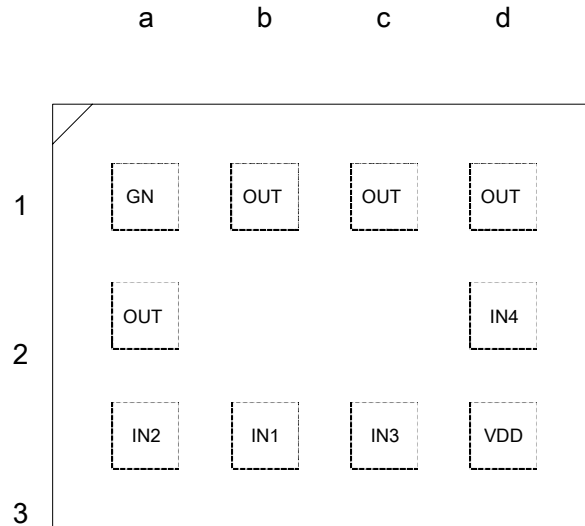 a b c d
GN OUT OUT OUT
1
OUT IN4
2
IN2 IN1 IN3 VDD
3